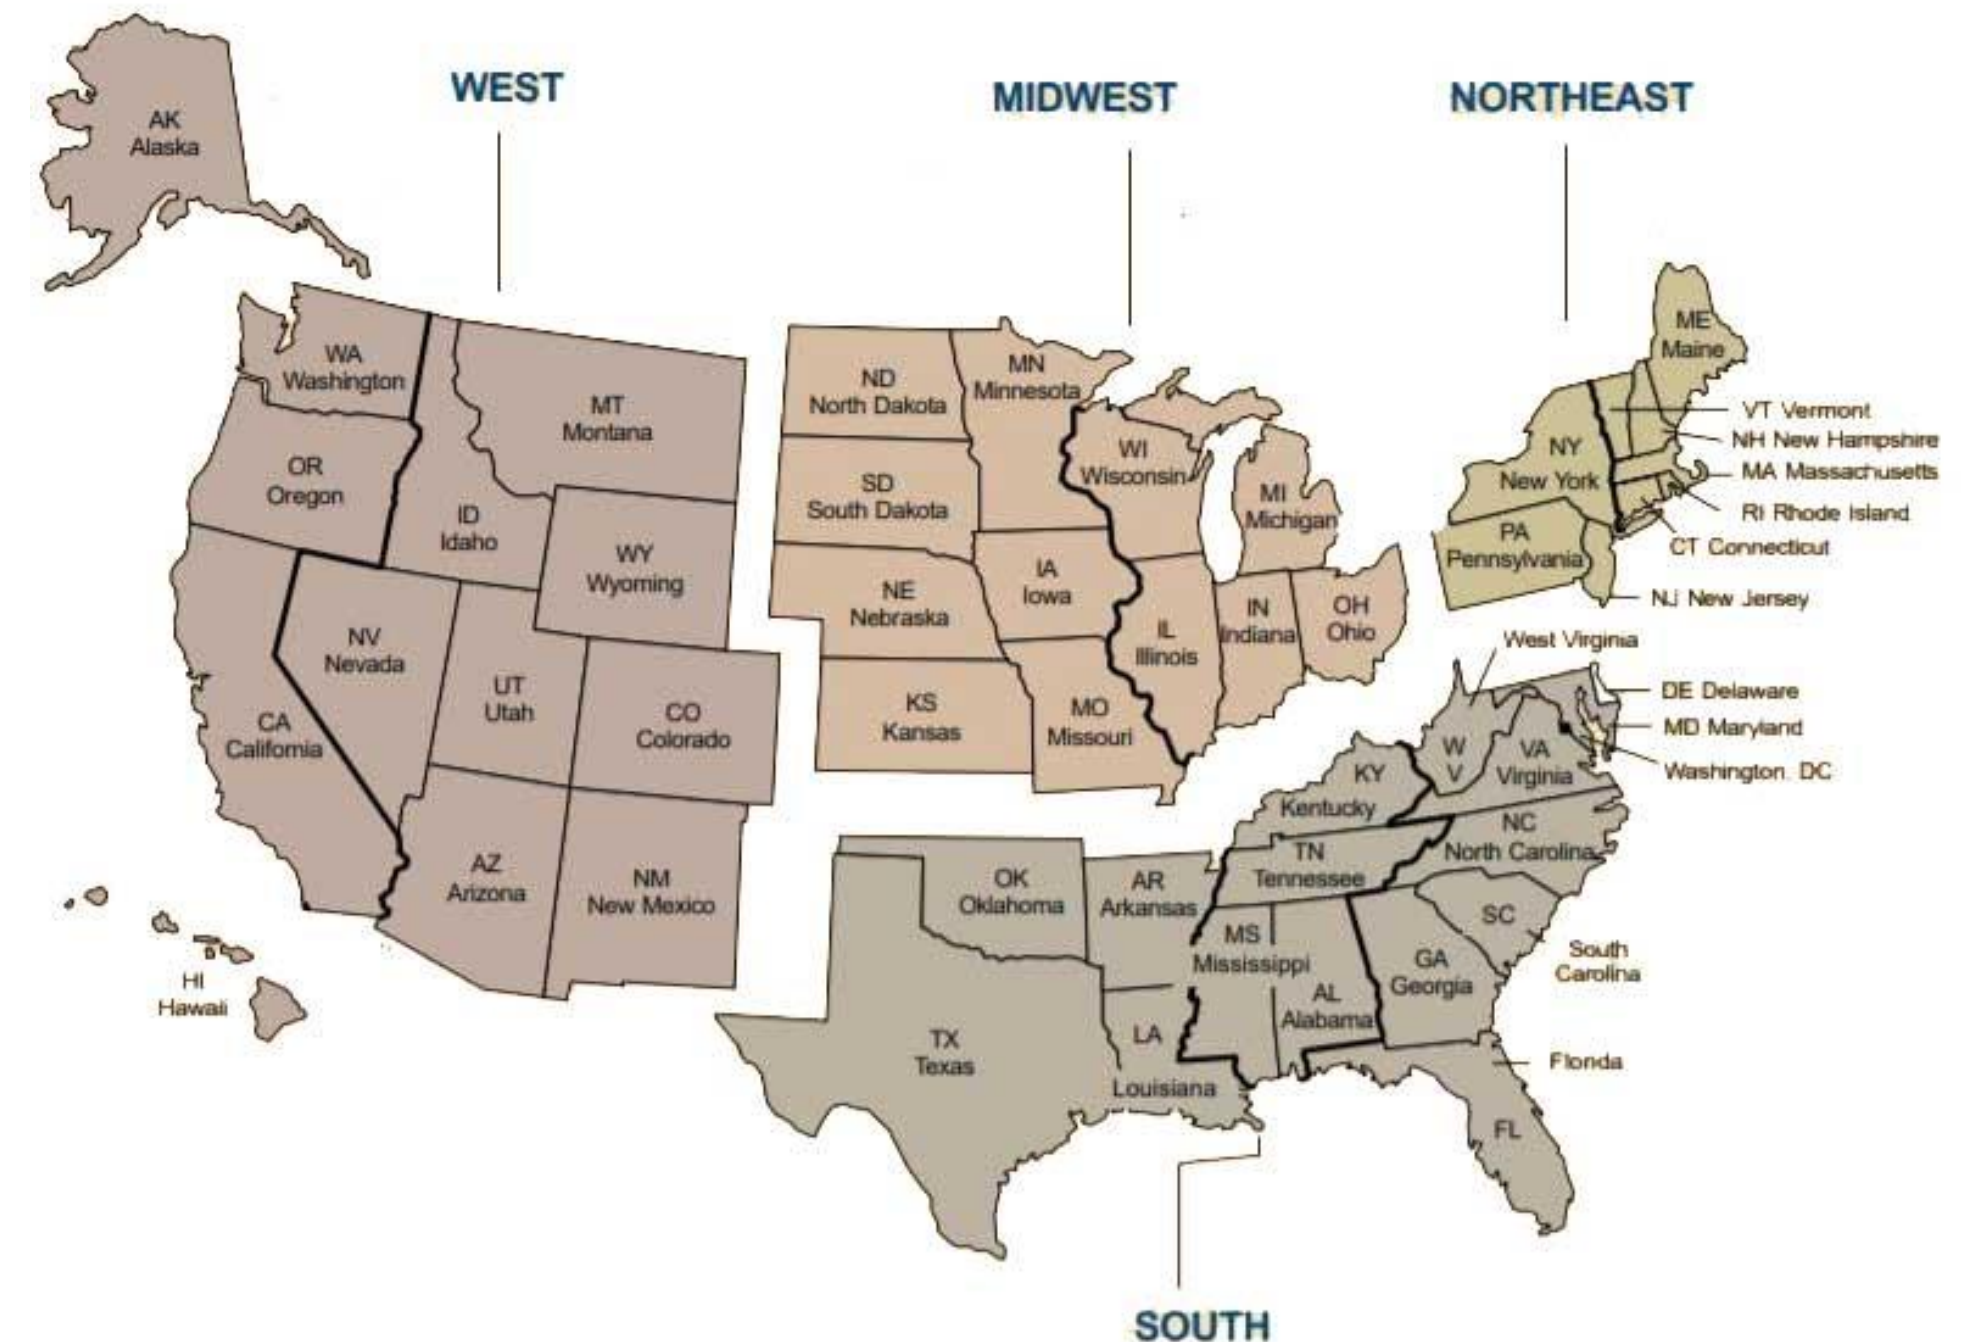 WEST
MIDWEST
NORTHEAST
AK
Alaska
WA
Washington
MT
Montana
OR
Oregon
ID
Idaho
WY
Wyoming
NV
Nevada
UT
Utah
CO
Colorado
CA
California
AZ
Arizona
NM
New Mexico
HI
Hawaii
ND
North Dakota
MN
Minnesota
SD
South Dakota
WI
Wisconsin
MI
Michigan
NE
Nebraska
IA
Iowa
IL
Illinois
IN
Indiana
OH
Ohio
KS
Kansas
MO
Missouri
ME
Maine
VT Vermont
NH New Hampshire
NY
New York
MA Massachusetts
RI Rhode Island
PA
Pennsylvania
CT Connecticut
NJ New Jersey
West Virginia
DE Delaware
MD Maryland
Washington, DC
W
V
VA
Virginia
KY
Kentucky
NC
North Carolina
TN
Tennessee
OK
Oklahoma
AR
Arkansas
SC
South
Carolina
MS
Mississippi
GA
Georgia
AL
Alabama
TX
Texas
LA
Louisiana
Florida
FL
SOUTH